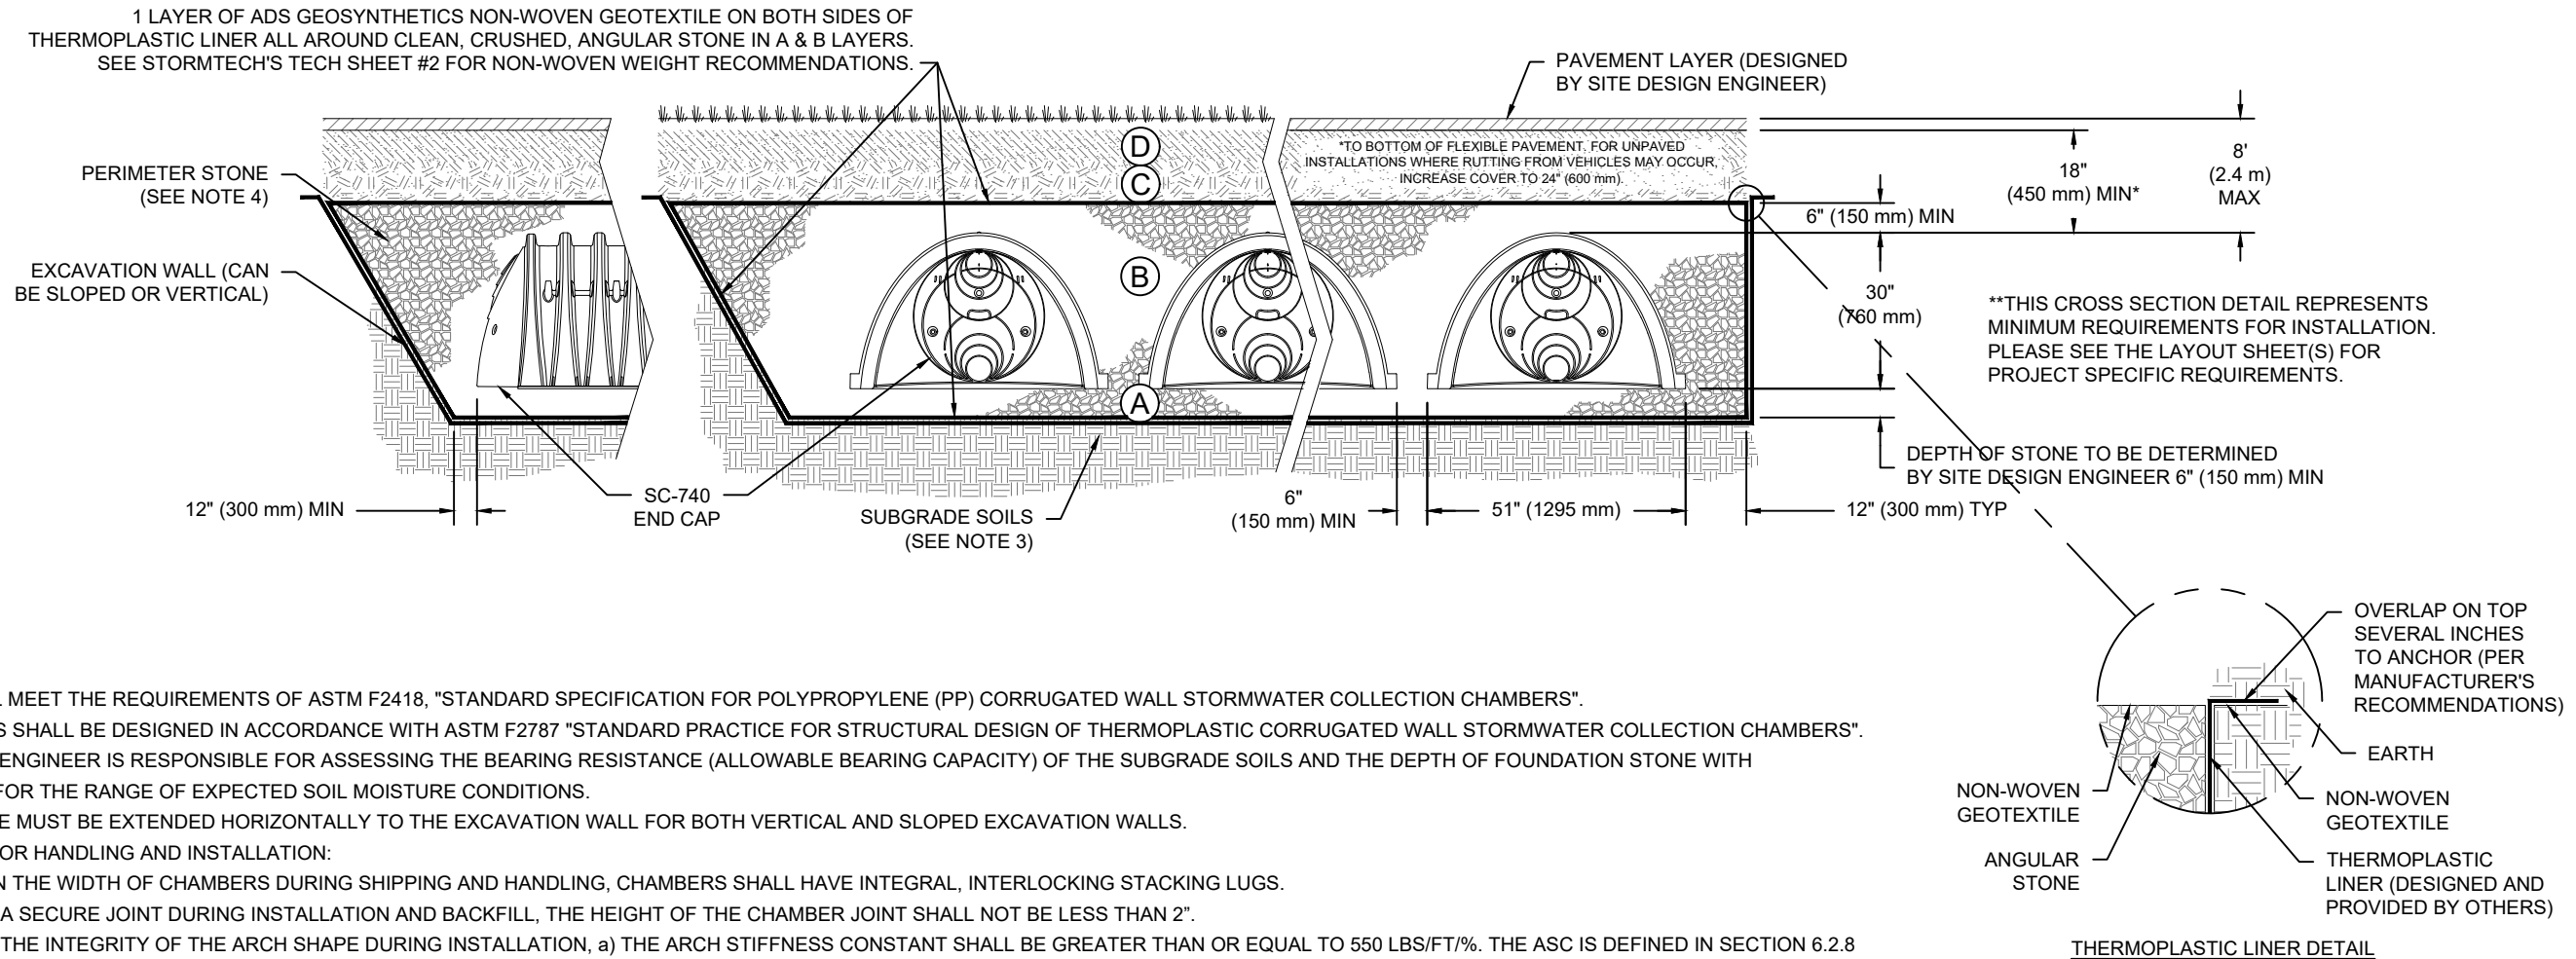 1 LAYER OF ADS GEOSYNTHETICS NON-WOVEN GEOTEXTILE ON BOTH SIDES OF
THERMOPLASTIC LINER ALL AROUND CLEAN, CRUSHED, ANGULAR STONE IN A & B LAYERS.
SEE STORMTECH'S TECH SHEET #2 FOR NON-WOVEN WEIGHT RECOMMENDATIONS.
PAVEMENT LAYER (DESIGNED
BY SITE DESIGN ENGINEER)
PERIMETER STONE
(SEE NOTE 4)
EXCAVATION WALL (CAN
BE SLOPED OR VERTICAL)
D
C
B
A
*TO BOTTOM OF FLEXIBLE PAVEMENT. FOR UNPAVED
INSTALLATIONS WHERE RUTTING FROM VEHICLES MAY OCCUR,
INCREASE COVER TO 24" (600 mm).
8'
(2.4 m)
MAX
18"
(450 mm) MIN*
6" (150 mm) MIN
30"
(760 mm)
**THIS CROSS SECTION DETAIL REPRESENTS
MINIMUM REQUIREMENTS FOR INSTALLATION.
PLEASE SEE THE LAYOUT SHEET(S) FOR
PROJECT SPECIFIC REQUIREMENTS.
DEPTH OF STONE TO BE DETERMINED
BY SITE DESIGN ENGINEER 6" (150 mm) MIN
12" (300 mm) MIN
SC-740
END CAP
SUBGRADE SOILS
(SEE NOTE 3)
6"
(150 mm) MIN
51" (1295 mm)
12" (300 mm) TYP
MEET THE REQUIREMENTS OF ASTM F2418, "STANDARD SPECIFICATION FOR POLYPROPYLENE (PP) CORRUGATED WALL STORMWATER COLLECTION CHAMBERS".
S SHALL BE DESIGNED IN ACCORDANCE WITH ASTM F2787 "STANDARD PRACTICE FOR STRUCTURAL DESIGN OF THERMOPLASTIC CORRUGATED WALL STORMWATER COLLECTION CHAMBERS".
ENGINEER IS RESPONSIBLE FOR ASSESSING THE BEARING RESISTANCE (ALLOWABLE BEARING CAPACITY) OF THE SUBGRADE SOILS AND THE DEPTH OF FOUNDATION STONE WITH
FOR THE RANGE OF EXPECTED SOIL MOISTURE CONDITIONS.
E MUST BE EXTENDED HORIZONTALLY TO THE EXCAVATION WALL FOR BOTH VERTICAL AND SLOPED EXCAVATION WALLS.
OR HANDLING AND INSTALLATION:
N THE WIDTH OF CHAMBERS DURING SHIPPING AND HANDLING, CHAMBERS SHALL HAVE INTEGRAL, INTERLOCKING STACKING LUGS.
A SECURE JOINT DURING INSTALLATION AND BACKFILL, THE HEIGHT OF THE CHAMBER JOINT SHALL NOT BE LESS THAN 2”.
THE INTEGRITY OF THE ARCH SHAPE DURING INSTALLATION, a) THE ARCH STIFFNESS CONSTANT SHALL BE GREATER THAN OR EQUAL TO 550 LBS/FT/%. THE ASC IS DEFINED IN SECTION 6.2.8
OVERLAP ON TOP
SEVERAL INCHES
TO ANCHOR (PER
MANUFACTURER'S
RECOMMENDATIONS)
EARTH
NON-WOVEN
GEOTEXTILE
NON-WOVEN
GEOTEXTILE
ANGULAR
STONE
THERMOPLASTIC
LINER (DESIGNED AND
PROVIDED BY OTHERS)
THERMOPLASTIC LINER DETAIL